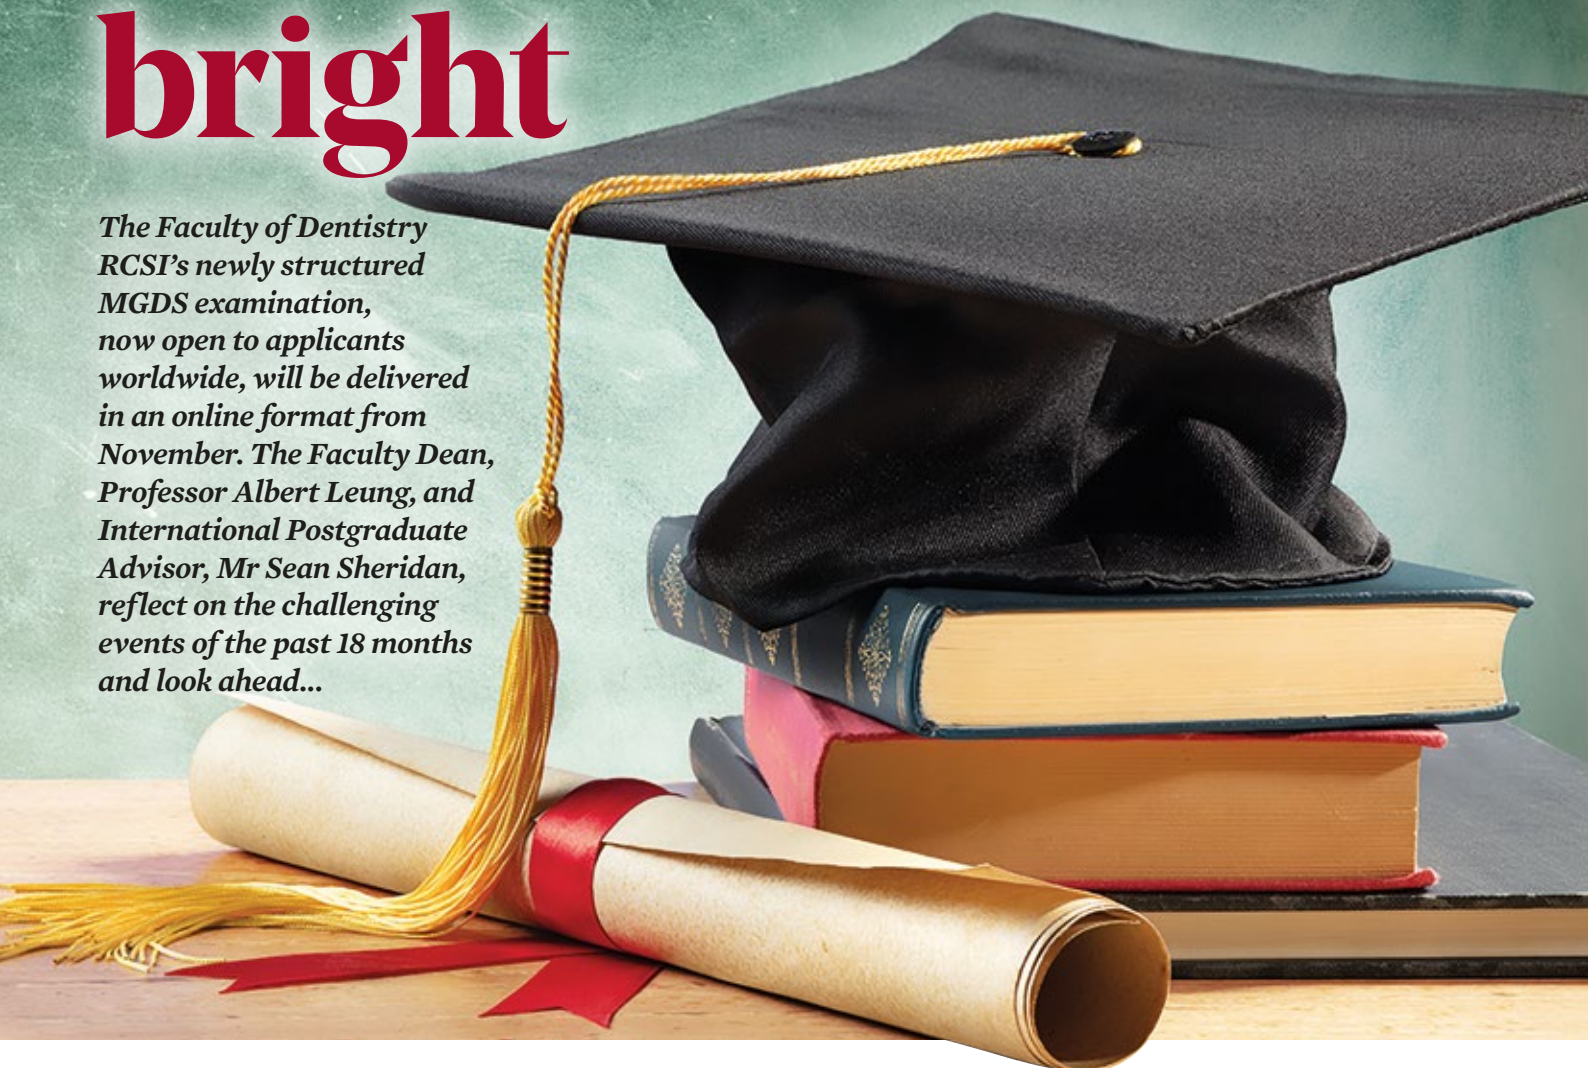 bright
The Faculty of Dentistry
RCSI’s newly structured
MGDS examination,
now open to applicants
worldwide, will be delivered
in an online format from
November. The Faculty Dean,
Professor Albert Leung, and
International Postgraduate
Advisor, Mr Sean Sheridan,
reflect on the challenging
events of the past 18 months
and look ahead...